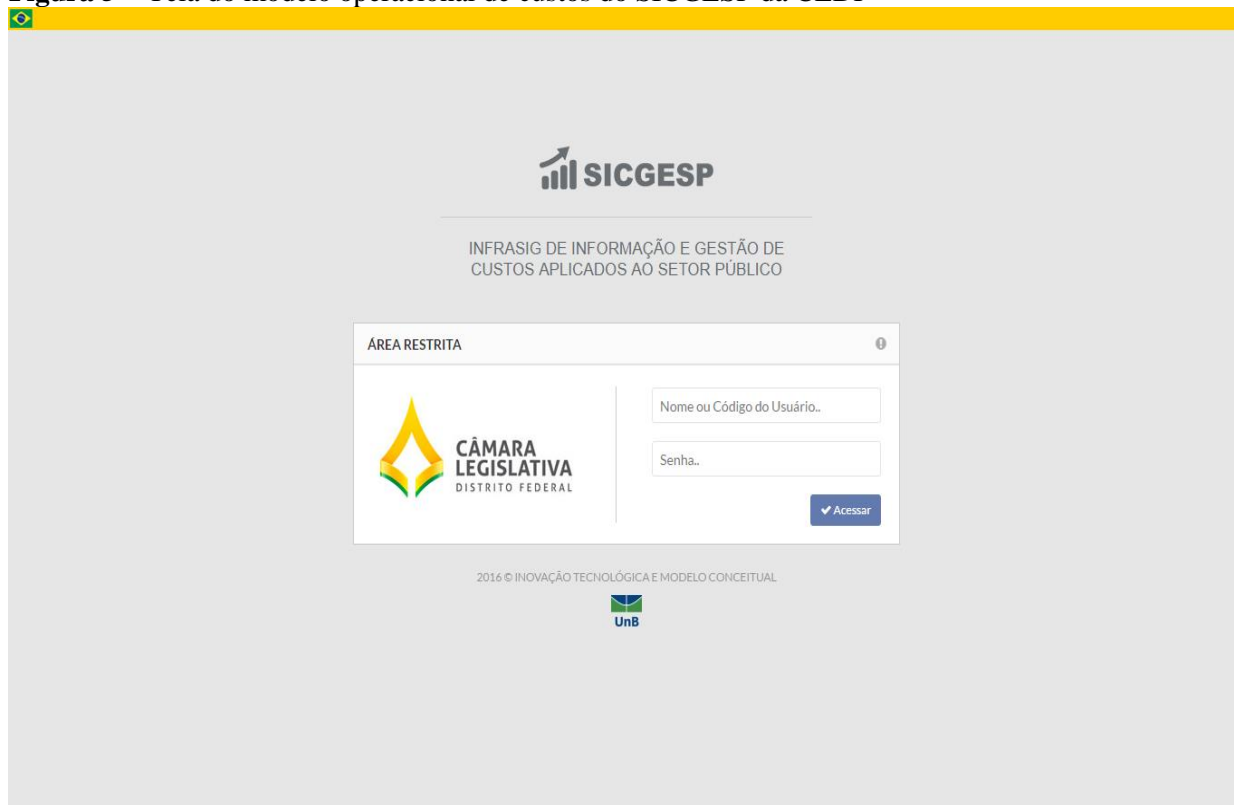 SICGESP
INFRASIG DE INFORMAÇÃO E GESTÃO DE
CUSTOS APLICADOS AO SETOR PÚBLICO
ÁREA RESTRITA
CÂMARA
LEGISLATIVA
DISTRITO FEDERAL
Nome ou Código do Usuário..
Senha..
Acessar
2016 © INOVAÇÃO TECNOLÓGICA E MODELO CONCEITUAL
UnB